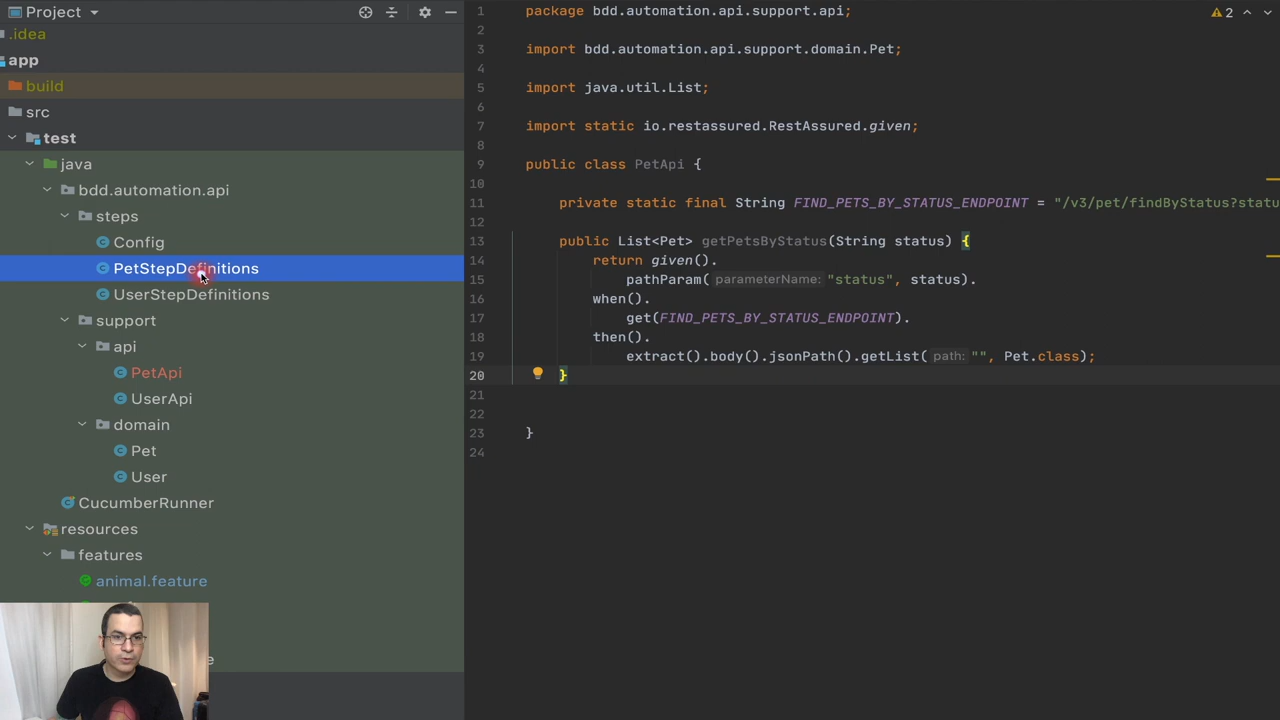 Project
.idea
app
build
src
test
java
bdd.automation.api
steps
Config
PetStepDefinitions
UserStepDefinitions
support
api
PetApi
UserApi
domain
Pet
User
CucumberRunner
resources
features
animal.feature
2
1 package bdd.automation.api.support.api;
2
3 import bdd.automation.api.support.domain.Pet;
4
5 import java.util.List;
6
7 import static io.restassured.RestAssured.given;
8
9 public class PetApi {
10
11 private static final String FIND_PETS_BY_STATUS_ENDPOINT = "/v3/pet/findByStatus?statu
12
13 public List<Pet> getPetsByStatus(String status) {
14 return given().
15 pathParam( parameterName: "status", status).
16 when().
17 get(FIND_PETS_BY_STATUS_ENDPOINT).
18 then().
19 extract().body().jsonPath().getList( path: "", Pet.class);
20 }
21
22
23 }
24